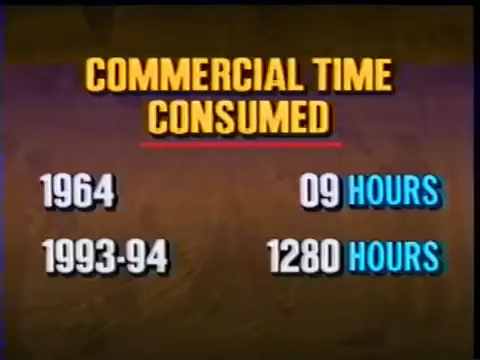 COMMERCIAL TIME
CONSUMED
1964 09 HOURS
1993-94 1280 HOURS